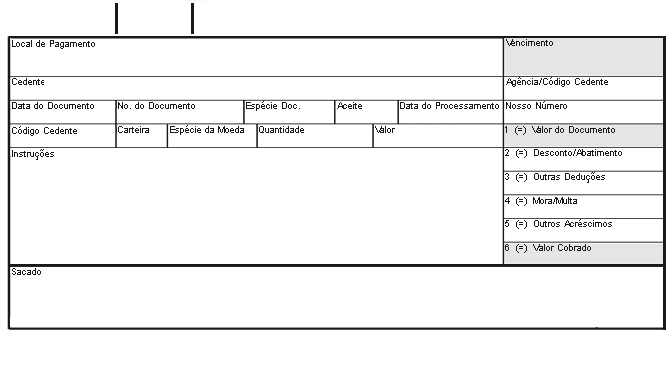 Local de Pagamento
Vencimento
Cedente
Agência/Código Cedente
Data do Documento
No. do Documento
Espécie Doc.
Aceite
Data do Processamento
Nosso Número
Código Cedente
Carteira
Espécie da Moeda
Quantidade
Valor
1 (=) Valor do Documento
Instruções
2 (=) Desconto/Abatimento
3 (=) Outras Deduções
4 (=) Mora/Multa
5 (=) Outros Acréscimos
6 (=) Valor Cobrado
Sacado